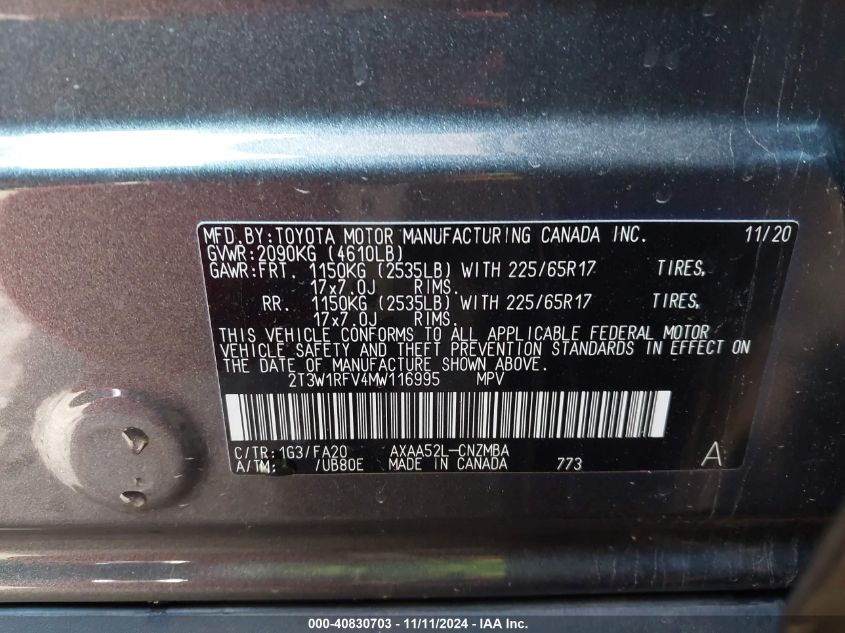 MFD.BY:TOYOTA MOTOR MANUFACTURING CANADA INC. 11/20
GVWR:2090KG (4610LB)
GAWR:FRT. 1150KG (2535LB) WITH 225/65R17 TIRES,
17x7.0J RIMS.
RR. 1150KG (2535LB) WITH 225/65R17 TIRES,
17x7.0J RIMS.
THIS VEHICLE CONFORMS TO ALL APPLICABLE FEDERAL MOTOR
VEHICLE SAFETY AND THEFT PREVENTION STANDARDS IN EFFECT ON
THE DATE OF MANUFACTURE SHOWN ABOVE.
2T3W1RFV4MW116995 MPV
C/TR:1G3/FA20 AXAA52L-CNZMBA A
A/TM: /UB80E MADE IN CANADA 773
000-40830703 - 11/11/2024 - IAA Inc.